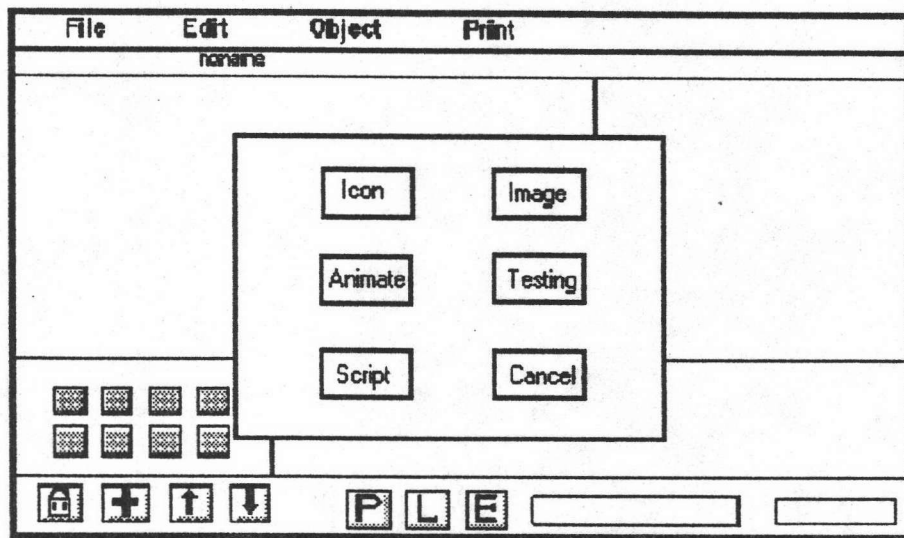 File Edit Object Print
noname
Icon Image
Animate Testing
Script Cancel
P L E